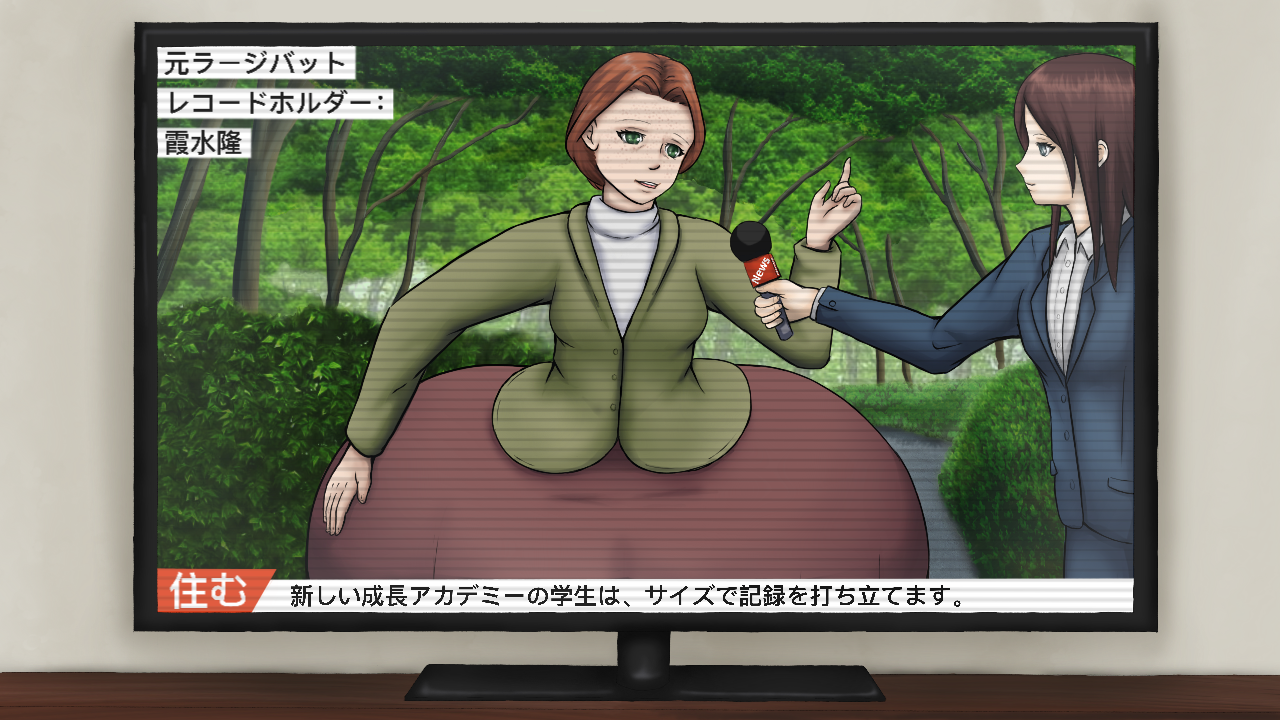 元ラージバット
レコードホルダー：
霞水隆
News
住む
新しい成長アカデミーの学生は、サイズで記録を打ち立てます。